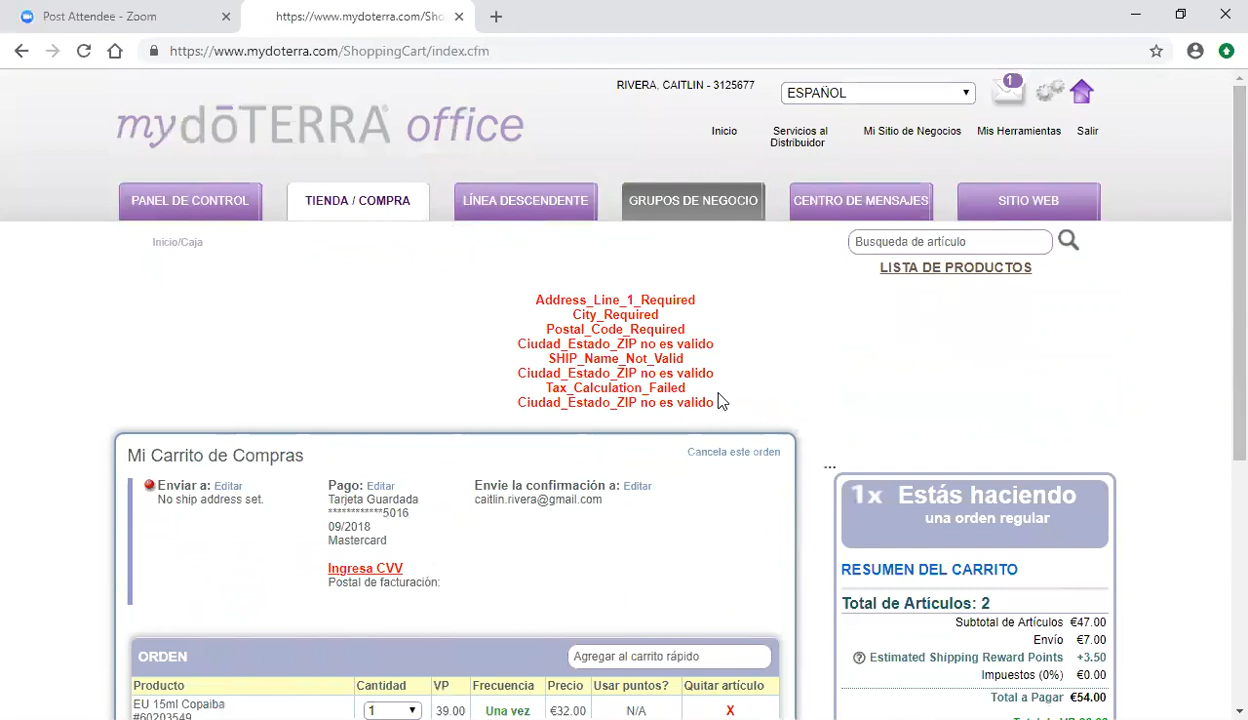 Post Attendee - Zoom
https://www.mydoterra.com/Sho
https://www.mydoterra.com/ShoppingCart/index.cfm
RIVERA, CAITLIN - 3125677
ESPAÑOL
1
mydōTERRA office
Inicio
Servicios al Distribuidor
Mi Sitio de Negocios
Mis Herramientas
Salir
PANEL DE CONTROL
TIENDA / COMPRA
LÍNEA DESCENDENTE
GRUPOS DE NEGOCIO
CENTRO DE MENSAJES
SITIO WEB
Inicio/Caja
Busqueda de artículo
LISTA DE PRODUCTOS
Address_Line_1_Required
City_Required
Postal_Code_Required
Ciudad_Estado_ZIP no es valido
SHIP_Name_Not_Valid
Ciudad_Estado_ZIP no es valido
Tax_Calculation_Failed
Ciudad_Estado_ZIP no es valido
Mi Carrito de Compras
Cancela este orden
Enviar a: Editar
No ship address set.
Pago: Editar
Tarjeta Guardada
************5016
09/2018
Mastercard
Ingresa CVV
Postal de facturación:
Envie la confirmación a: Editar
caitlin.rivera@gmail.com
ORDEN
Agregar al carrito rápido
Producto Cantidad VP Frecuencia Precio Usar puntos? Quitar artículo
EU 15ml Copaiba
#60203549
1 39.00 Una vez €32.00 N/A X
...
1x Estás haciendo
una orden regular
RESUMEN DEL CARRITO
Total de Artículos: 2
Subtotal de Artículos €47.00
Envío €7.00
Estimated Shipping Reward Points +3.50
Impuestos (0%) €0.00
Total a Pagar €54.00